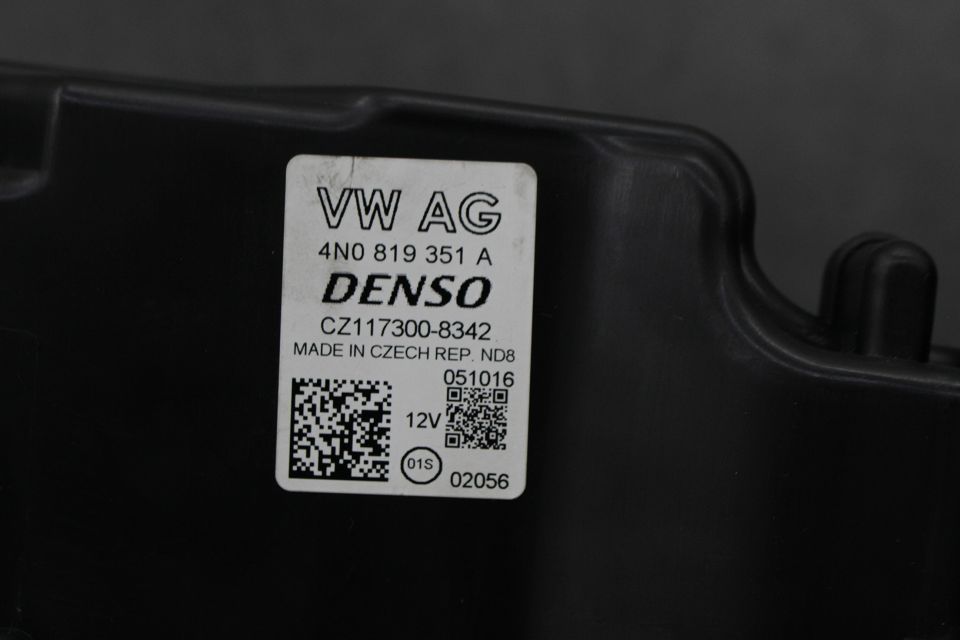 VW AG
4N0 819 351 A
DENSO
CZ117300-8342
MADE IN CZECH REP. ND8
051016
12V
01S
02056